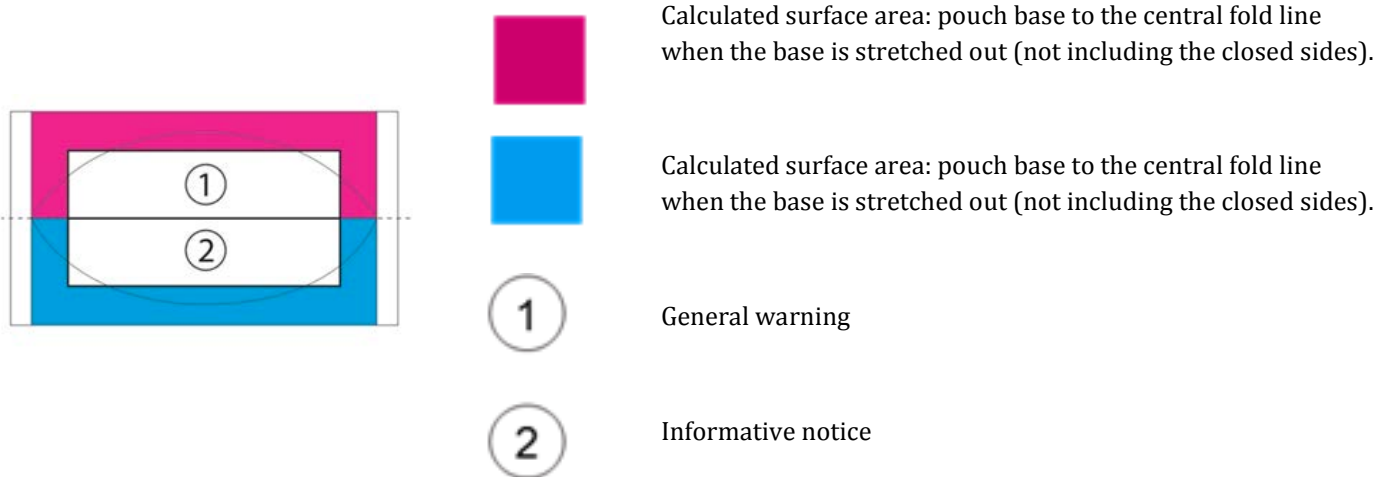 Calculated surface area: pouch base to the central fold line
when the base is stretched out (not including the closed sides).
1
2
Calculated surface area: pouch base to the central fold line
when the base is stretched out (not including the closed sides).
1 General warning
2 Informative notice